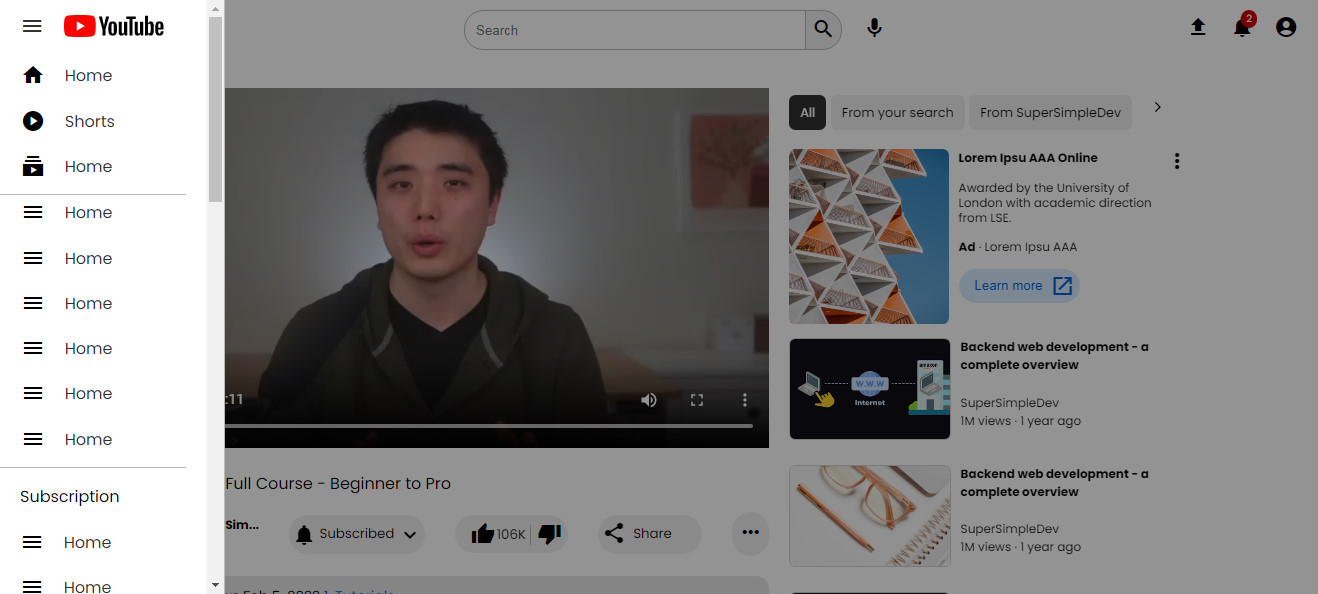 YouTube
Search
2
Home
Shorts
Home
Home
Home
Home
Home
Home
Home
Subscription
Home
Home
:11
Full Course - Beginner to Pro
Sim...
Subscribed
106K
Share
All
From your search
From SuperSimpleDev
Lorem Ipsu AAA Online
Awarded by the University of
London with academic direction
from LSE.
Ad · Lorem Ipsu AAA
Learn more
W.W.W
Internet
amazon
Backend web development - a
complete overview
SuperSimpleDev
1M views · 1 year ago
Backend web development - a
complete overview
SuperSimpleDev
1M views · 1 year ago